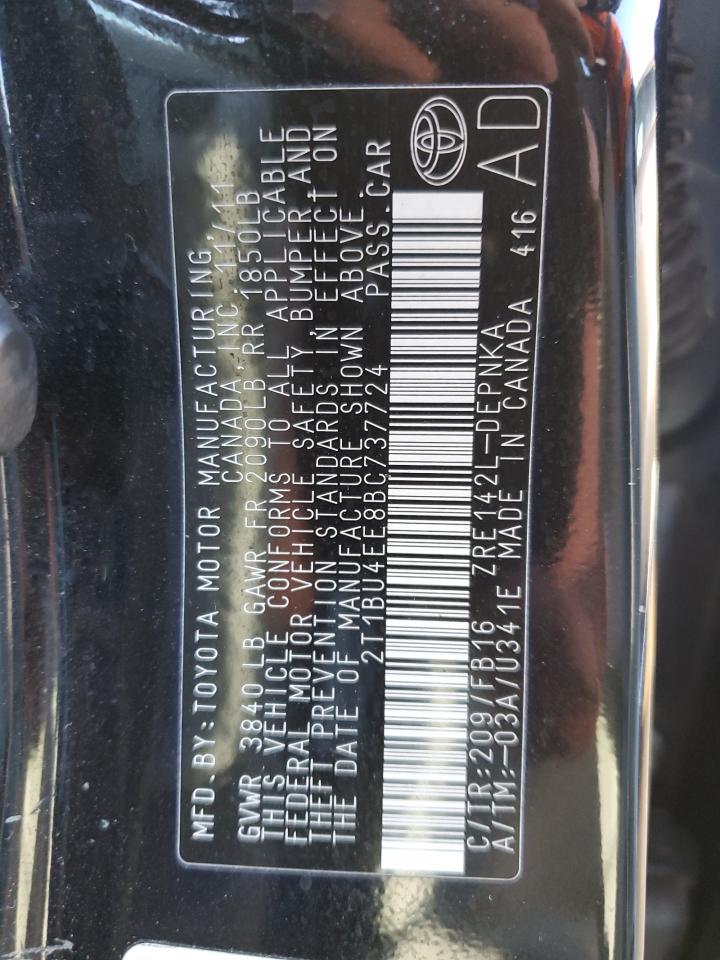 MFD.BY:TOYOTA MOTOR MANUFACTURING,
CANADA,INC 11/11
GVWR 3840LB GAWR FR 2090LB RR 1850LB
THIS VEHICLE CONFORMS TO ALL APPLICABLE
FEDERAL MOTOR VEHICLE SAFETY, BUMPER AND
THEFT PREVENTION STANDARDS IN EFFECT ON
THE DATE OF MANUFACTURE SHOWN ABOVE.
2T1BU4EE8BC737724 PASS.CAR
C/TR:209/FB16 ZRE142L-DEPNKA
A/TM:-03A/U341E MADE IN CANADA 416 AD